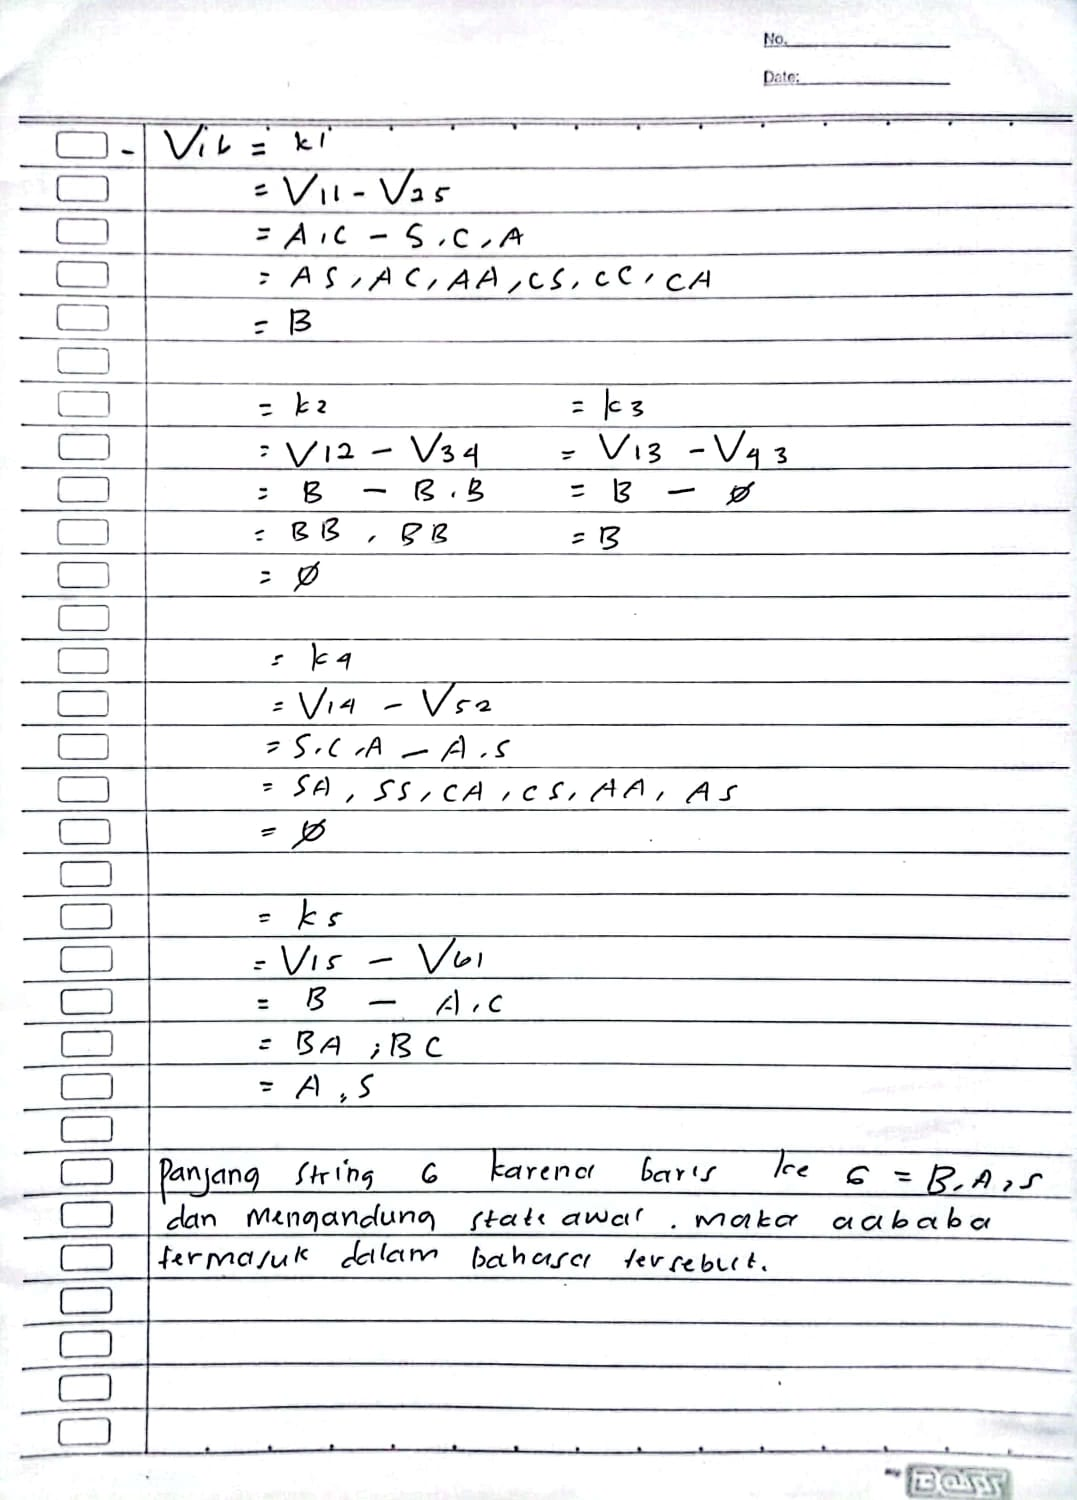 No.
Date:
- V16 = k1
= V11 - V25
= A, C - S, C, A
= AS, AC, AA, CS, CC, CA
= B
= k2 = k3
= V12 - V34 = V13 - V43
= B - B, B = B - Ø
= BB, BB = B
= Ø
= k4
= V14 - V52
= S, C, A - A, S
= SA, SS, CA, CS, AA, AS
= Ø
= k5
= V15 - V61
= B - A, C
= BA ; BC
= A, S
Panjang string 6 karena baris ke 6 = B, A, S
dan mengandung state awal. maka aababa
termasuk dalam bahasa tersebut.
BOSS